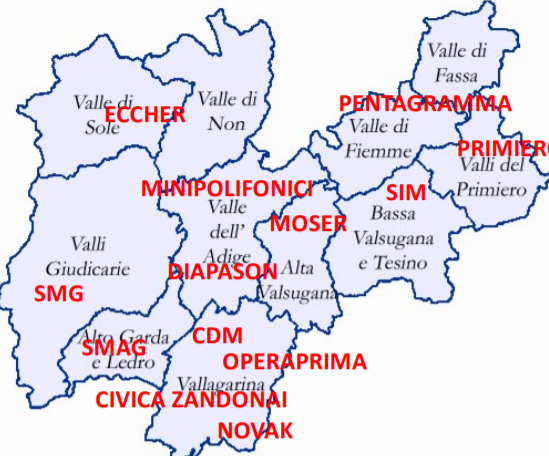 Valle di
Fassa
Valle di
Sole
ECCHER
Valle di
Non
PENTAGRAMMA
Valle di
Fiemme
PRIMIERO
Valli del
Primiero
MINIPOLIFONICI
SIM
Valle
dell'
Adige
MOSER
Bassa
Valsugana
e Tesino
Valli
Giudicarie
DIAPASON
Alta
Valsugana
SMG
CDM
Alto Garda
e Ledro
SMAG
OPERAPRIMA
Vallagarina
CIVICA ZANDONAI
NOVAK